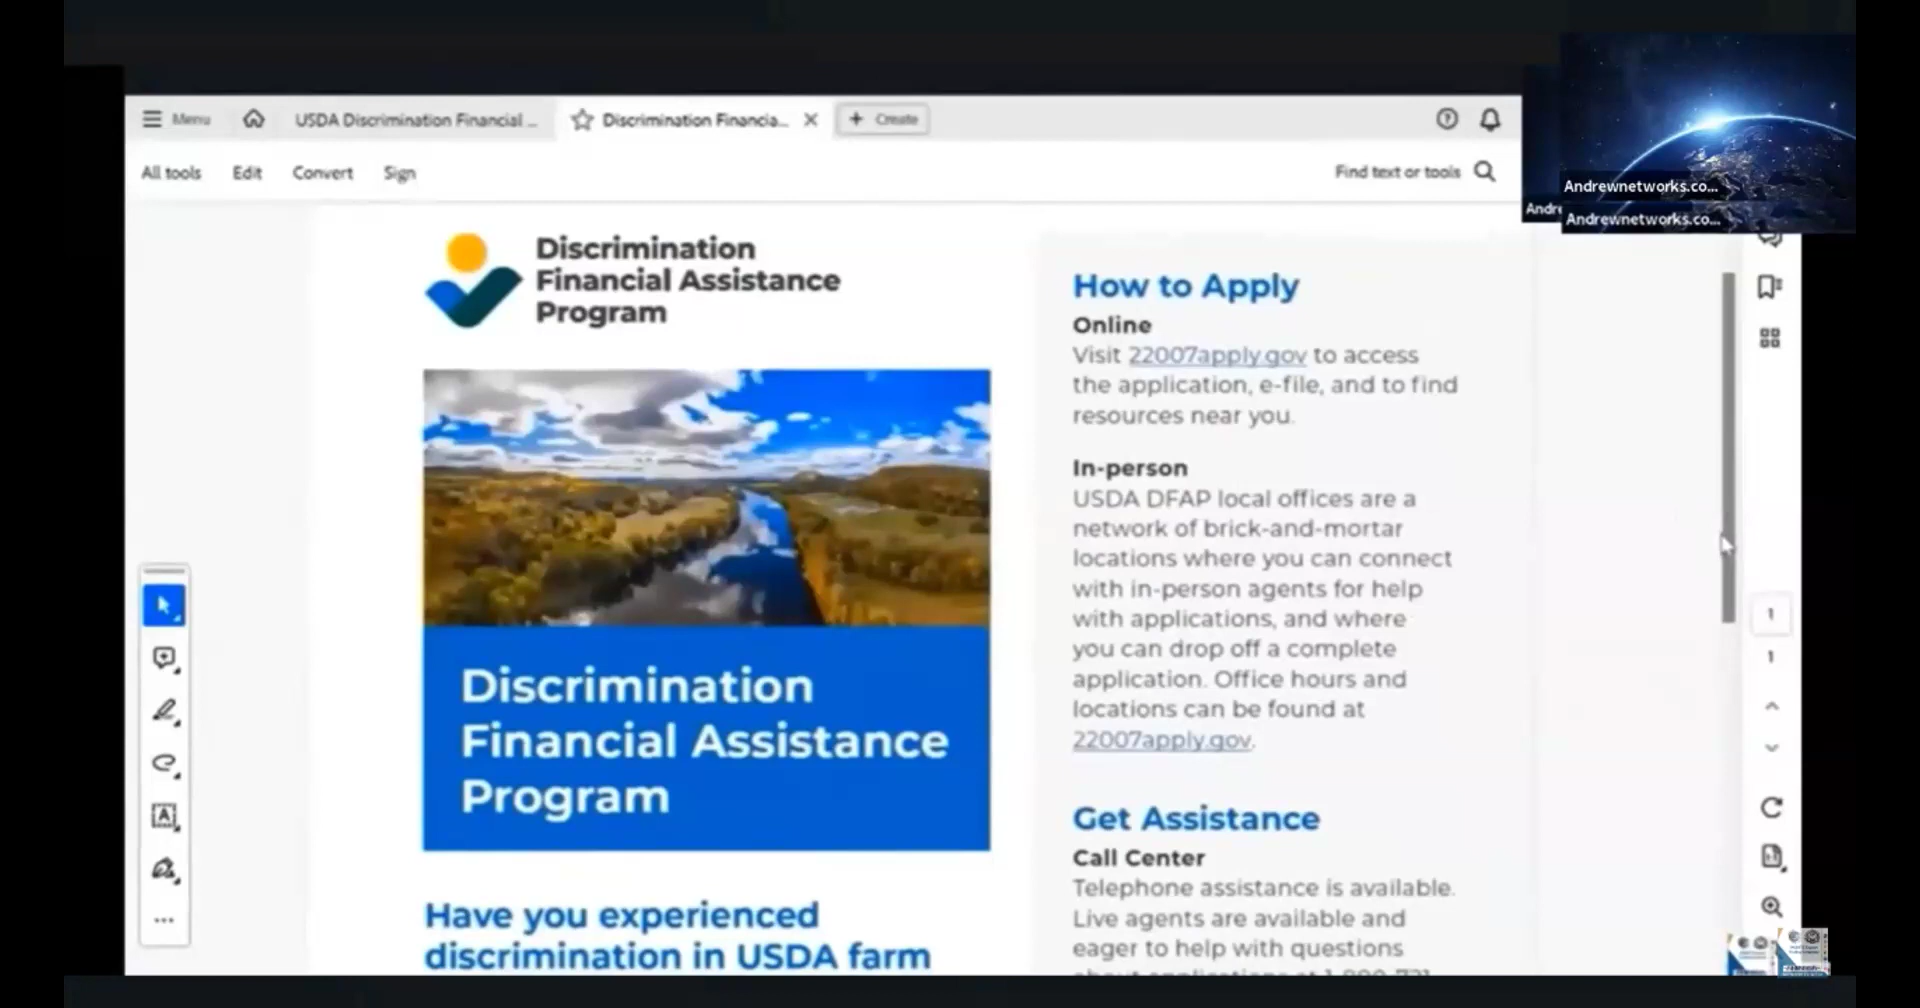 Menu
USDA Discrimination Financial ...
Discrimination Financia...
Create
All tools
Edit
Convert
Sign
Find text or tools
Andrewnetworks.co...
Andre
Andrewnetworks.co...
Discrimination
Financial Assistance
Program
Discrimination
Financial Assistance
Program
Have you experienced
discrimination in USDA farm
How to Apply
Online
Visit 22007apply.gov to access
the application, e-file, and to find
resources near you.
In-person
USDA DFAP local offices are a
network of brick-and-mortar
locations where you can connect
with in-person agents for help
with applications, and where
you can drop off a complete
application. Office hours and
locations can be found at
22007apply.gov.
Get Assistance
Call Center
Telephone assistance is available.
Live agents are available and
eager to help with questions
1
1